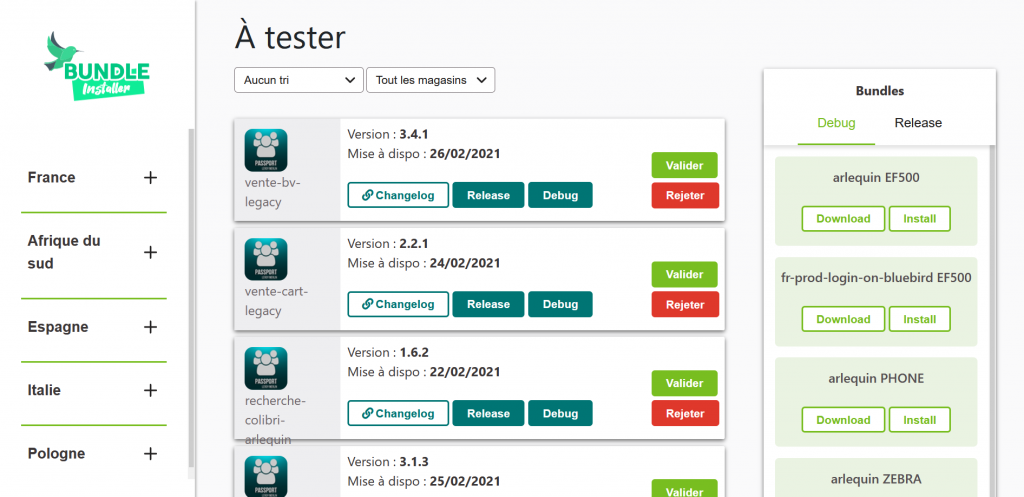 BUNDLE
Installer
France
Afrique du
sud
Espagne
Italie
Pologne
À tester
Aucun tri
Tout les magasins
PASSPORT
vente-bv-
legacy
Version : 3.4.1
Mise à dispo : 26/02/2021
Changelog
Release
Debug
Valider
Rejeter
PASSPORT
vente-cart-
legacy
Version : 2.2.1
Mise à dispo : 24/02/2021
Changelog
Release
Debug
Valider
Rejeter
PASSPORT
recherche-
colibri-
arlequin
Version : 1.6.2
Mise à dispo : 22/02/2021
Changelog
Release
Debug
Valider
Rejeter
PASSPORT
Version : 3.1.3
Mise à dispo : 25/02/2021
Valider
Bundles
Debug
Release
arlequin EF500
Download
Install
fr-prod-login-on-bluebird EF500
Download
Install
arlequin PHONE
Download
Install
arlequin ZEBRA